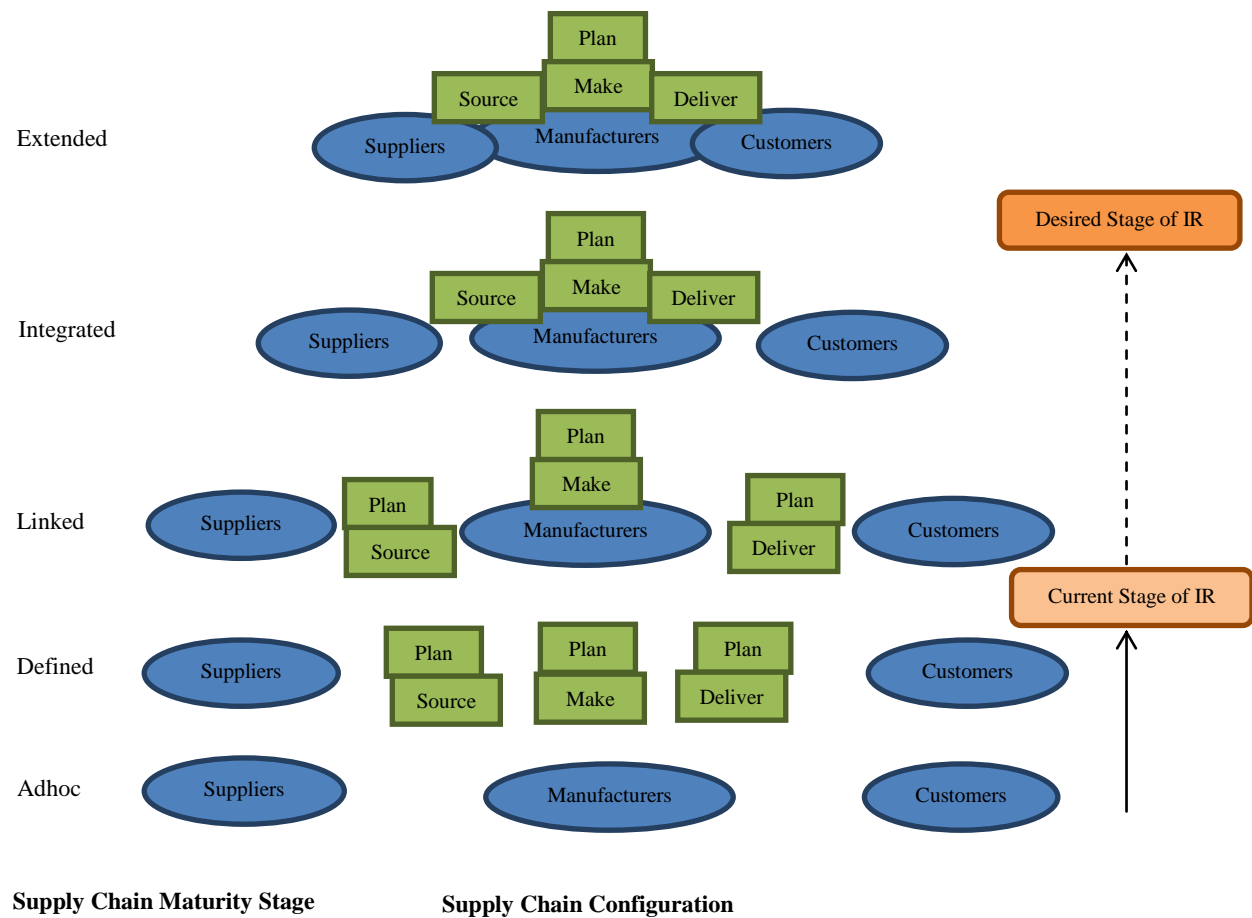 Plan
Source
Make
Deliver
Extended
Suppliers
Manufacturers
Customers
Desired Stage of IR
Plan
Source
Make
Deliver
Integrated
Suppliers
Manufacturers
Customers
Plan
Make
Plan
Source
Plan
Deliver
Linked
Suppliers
Manufacturers
Customers
Current Stage of IR
Defined
Suppliers
Plan
Source
Plan
Make
Plan
Deliver
Customers
Adhoc
Suppliers
Manufacturers
Customers
Supply Chain Maturity Stage
Supply Chain Configuration